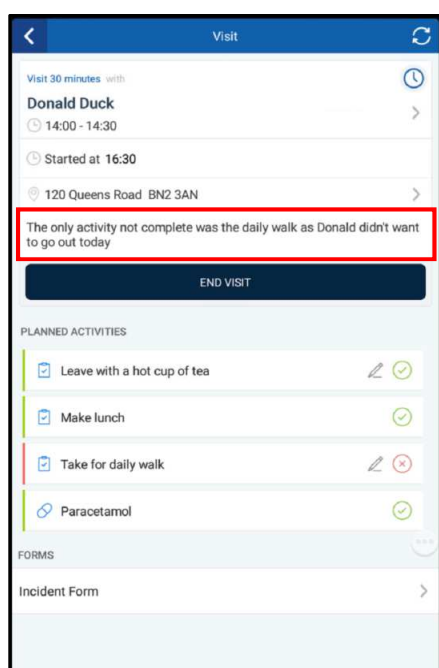 Visit
Visit 30 minutes with
Donald Duck
14:00 - 14:30
Started at 16:30
120 Queens Road BN2 3AN
The only activity not complete was the daily walk as Donald didn't want
to go out today
END VISIT
PLANNED ACTIVITIES
Leave with a hot cup of tea
Make lunch
Take for daily walk
Paracetamol
FORMS
Incident Form